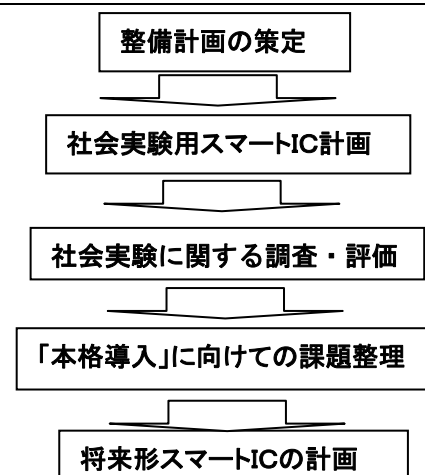 整備計画の策定
社会実験用スマートIC計画
社会実験に関する調査・評価
「本格導入」に向けての課題整理
将来形スマートICの計画